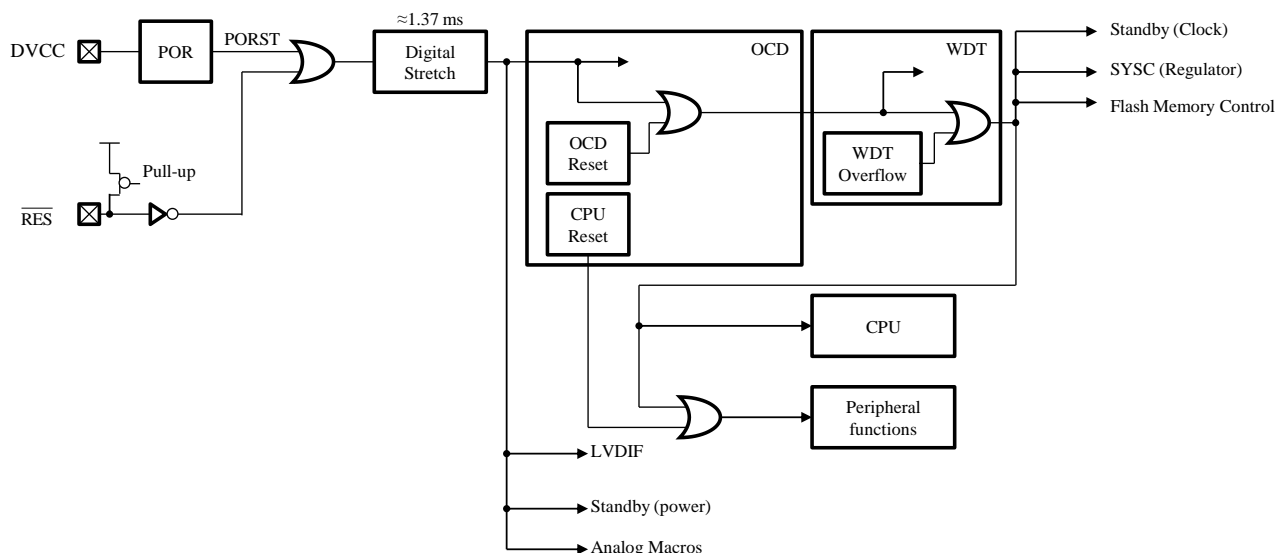 ≈1.37 ms
OCD
WDT
Standby (Clock)
DVCC
POR
PORST
Digital
Stretch
SYSC (Regulator)
Flash Memory Control
OCD
Reset
WDT
Overflow
Pull-up
RES
CPU
Reset
CPU
Peripheral
functions
LVDIF
Standby (power)
Analog Macros